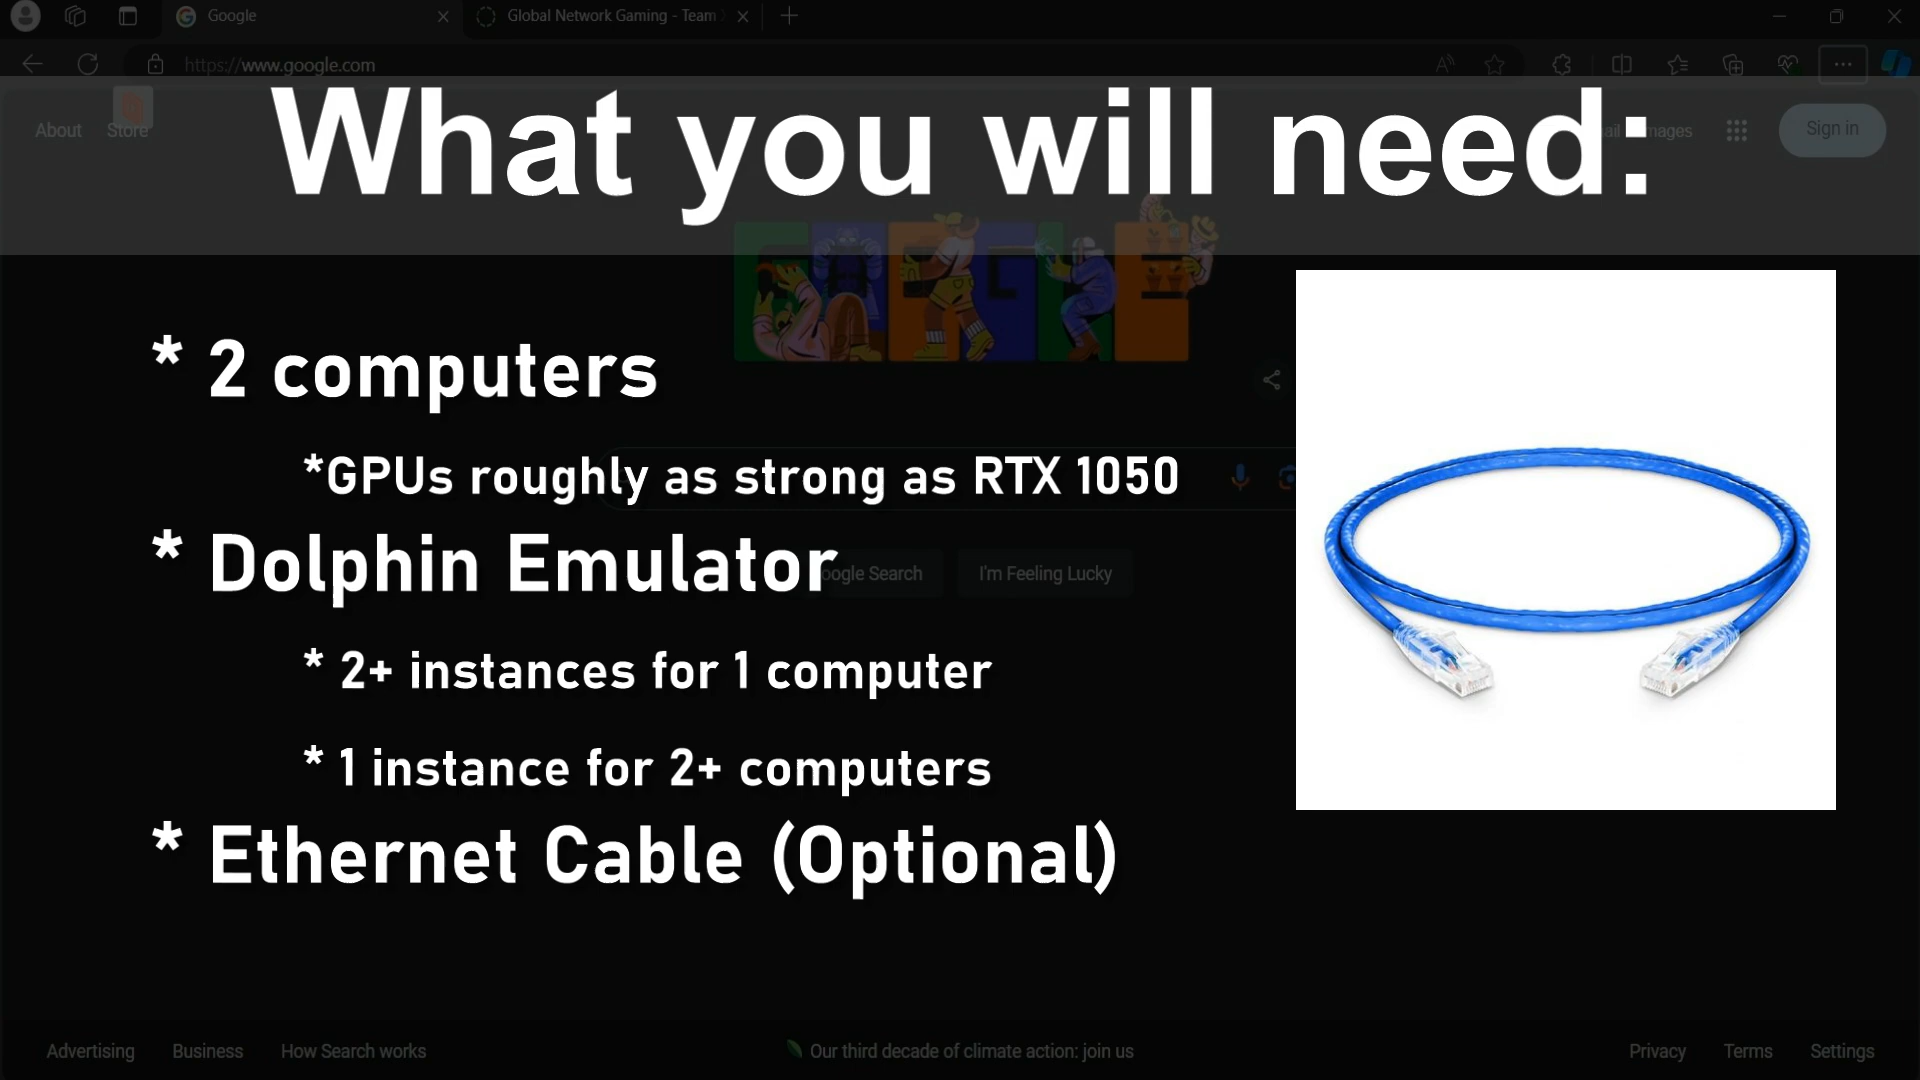 Google
Global Network Gaming - Team
https://www.google.com
What you will need:
About Store
Images
Sign in
* 2 computers
*GPUs roughly as strong as RTX 1050
* Dolphin Emulator
Search I'm Feeling Lucky
* 2+ instances for 1 computer
* 1 instance for 2+ computers
* Ethernet Cable (Optional)
Advertising Business How Search works Our third decade of climate action: join us Privacy Terms Settings